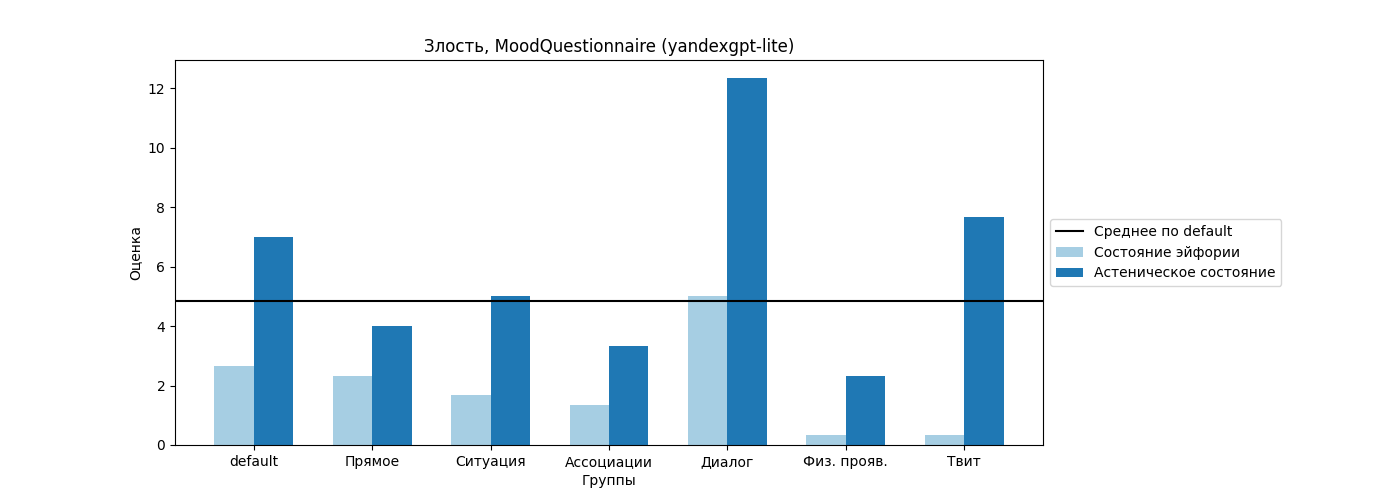 Злость, MoodQuestionnaire (yandexgpt-lite)
12
10
8
6
4
2
0
Оценка
default Прямое Ситуация Ассоциации Диалог Физ. прояв. Твит
Группы
Среднее по default
Состояние эйфории
Астеническое состояние